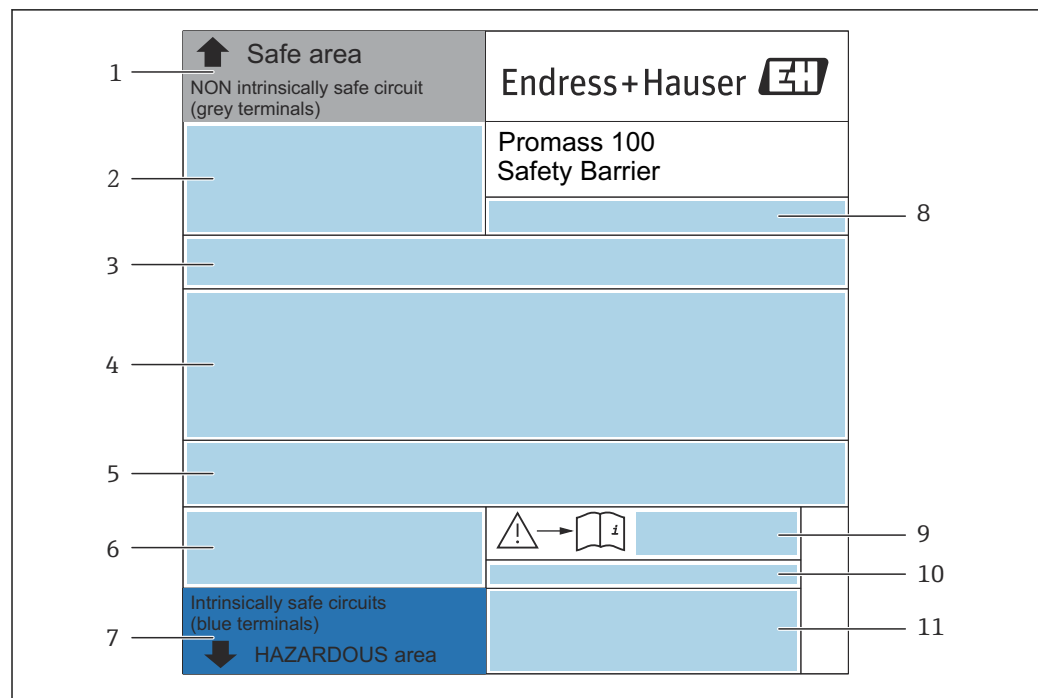 Safe area
NON intrinsically safe circuit
(grey terminals)
Endress+Hauser EH
Promass 100
Safety Barrier
1
2
3
4
5
6
7
8
9
10
11
i
Intrinsically safe circuits
(blue terminals)
HAZARDOUS area